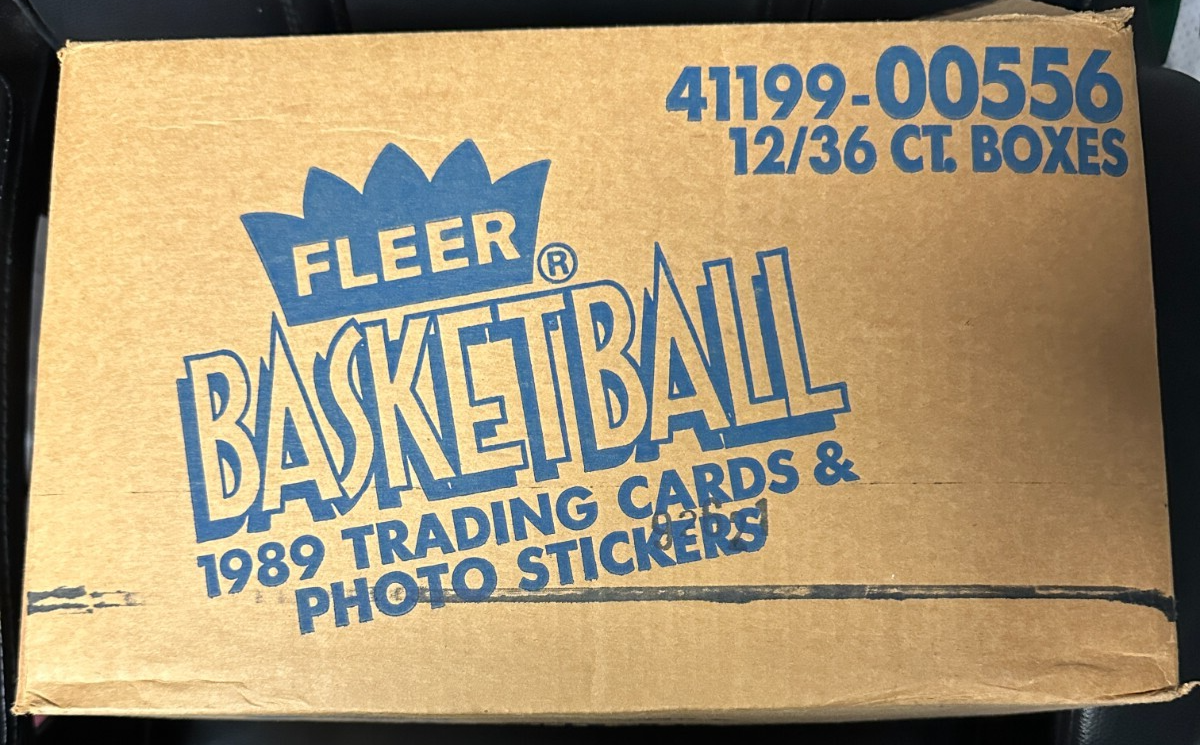 41199-00556
12/36 CT. BOXES
FLEER ®
BASKETBALL
1989 TRADING CARDS &
PHOTO STICKERS